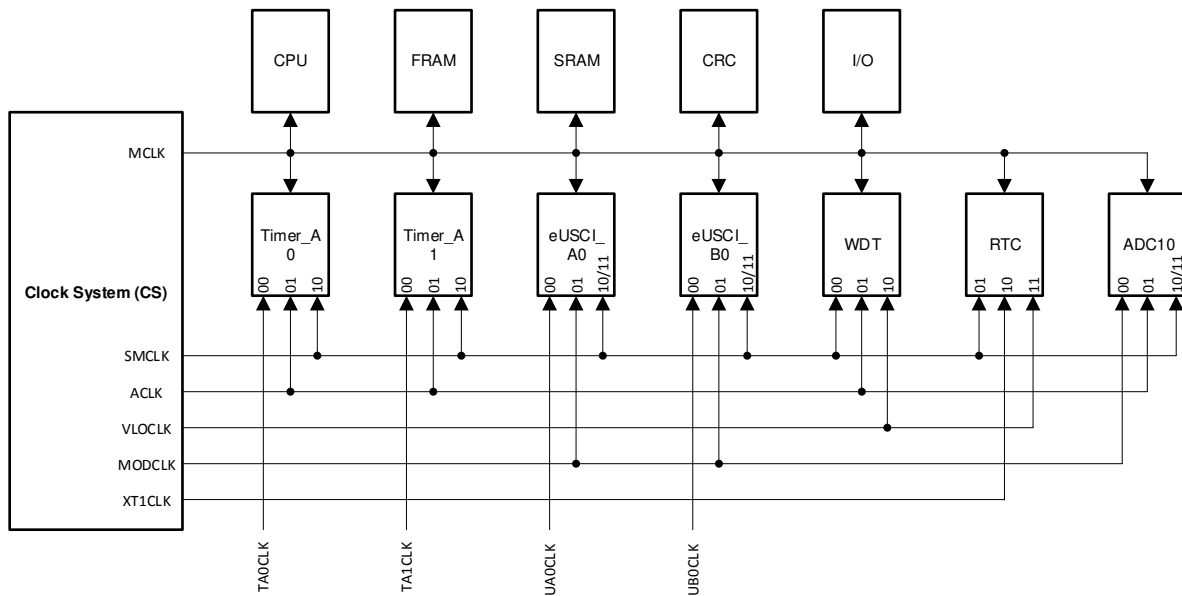 CPU
FRAM
SRAM
CRC
I/O
MCLK
Timer_A
0
Timer_A
1
eUSCI_
A0
eUSCI_
B0
WDT
RTC
ADC10
00
01
10
00
01
10
00
01
10/11
00
01
10/11
00
01
10
01
10
11
00
01
10/11
Clock System (CS)
SMCLK
ACLK
VLOCLK
MODCLK
XT1CLK
TA0CLK
TA1CLK
UA0CLK
UB0CLK